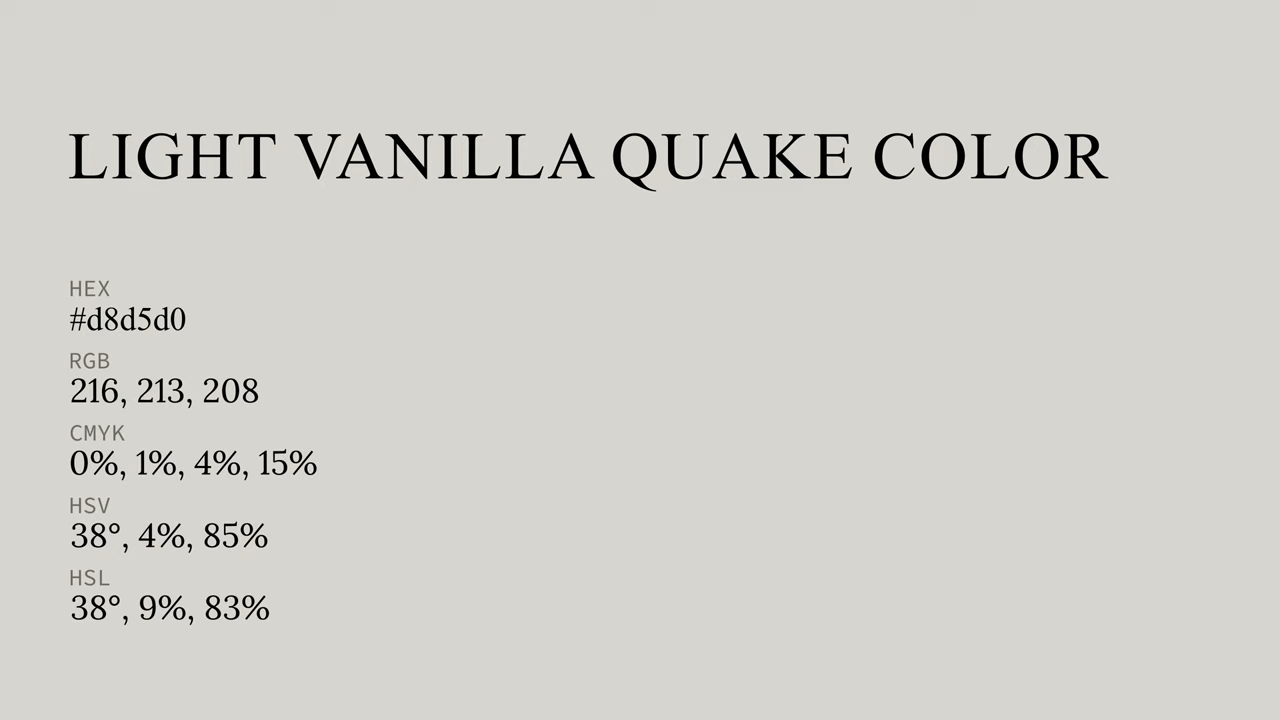 LIGHT VANILLA QUAKE COLOR
HEX
#d8d5d0
RGB
216, 213, 208
CMYK
0%, 1%, 4%, 15%
HSV
38°, 4%, 85%
HSL
38°, 9%, 83%